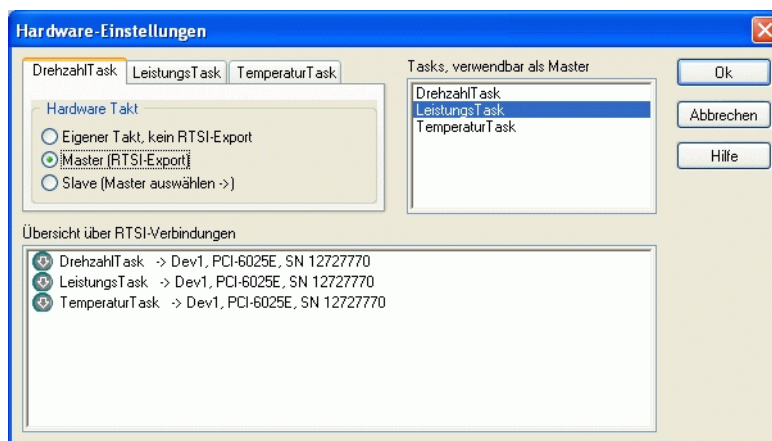 Hardware-Einstellungen
DrehzahlTask LeistungsTask TemperaturTask
Hardware Takt
Eigener Takt, kein RTSI-Export
Master (RTSI-Export)
Slave (Master auswählen ->)
Tasks, verwendbar als Master
DrehzahlTask
LeistungsTask
TemperaturTask
Ok
Abbrechen
Hilfe
Übersicht über RTSI-Verbindungen
DrehzahlTask -> Dev1, PCI-6025E, SN 12727770
LeistungsTask -> Dev1, PCI-6025E, SN 12727770
TemperaturTask -> Dev1, PCI-6025E, SN 12727770